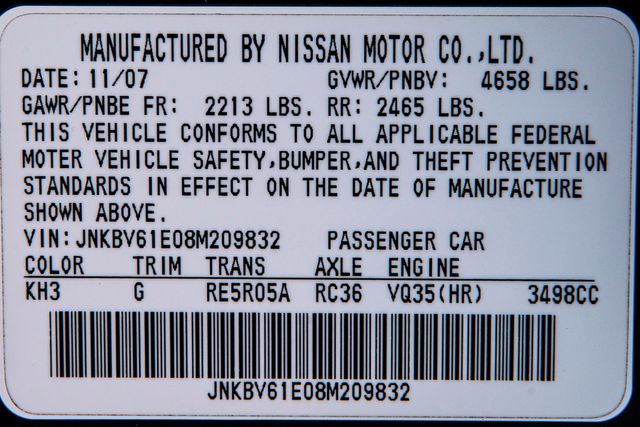 MANUFACTURED BY NISSAN MOTOR CO.,LTD.
DATE: 11/07 GVWR/PNBV: 4658 LBS.
GAWR/PNBE FR: 2213 LBS. RR: 2465 LBS.
THIS VEHICLE CONFORMS TO ALL APPLICABLE FEDERAL
MOTER VEHICLE SAFETY,BUMPER,AND THEFT PREVENTION
STANDARDS IN EFFECT ON THE DATE OF MANUFACTURE
SHOWN ABOVE.
VIN:JNKBV61E08M209832 PASSENGER CAR
COLOR TRIM TRANS AXLE ENGINE
KH3 G RE5R05A RC36 VQ35(HR) 3498CC
JNKBV61E08M209832